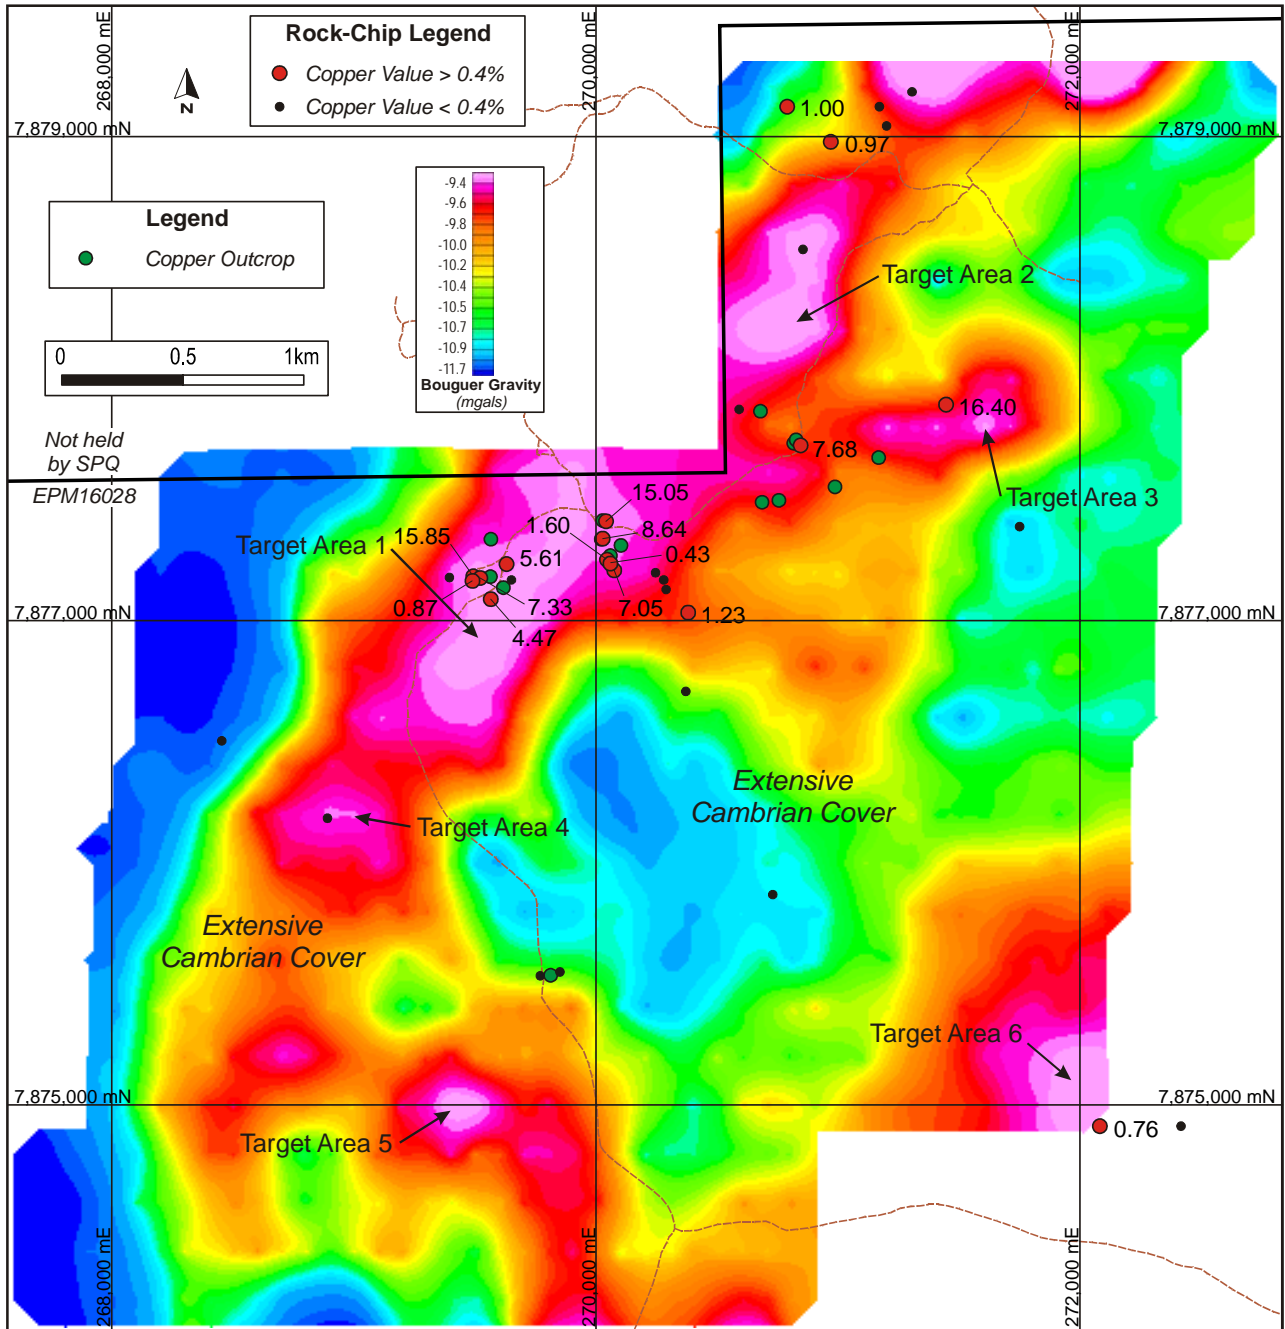 268,000 mE
270,000 mE
272,000 mE
Rock-Chip Legend
Copper Value > 0.4%
Copper Value < 0.4%
N
1.00
7,879,000 mN
7,879,000 mN
0.97
Legend
Copper Outcrop
-9.4
-9.6
-9.8
-10.0
-10.2
-10.4
-10.5
-10.7
-10.9
-11.7
Bouguer Gravity
(mgals)
Target Area 2
0
0.5
1km
16.40
Not held
by SPQ
7.68
EPM16028
Target Area 3
15.05
15.85
1.60
8.64
Target Area 1
5.61
0.43
0.87
7.33
7.05
1.23
7,877,000 mN
7,877,000 mN
4.47
Extensive
Cambrian Cover
Target Area 4
Extensive
Cambrian Cover
Target Area 6
7,875,000 mN
7,875,000 mN
0.76
Target Area 5
268,000 mE
270,000 mE
272,000 mE